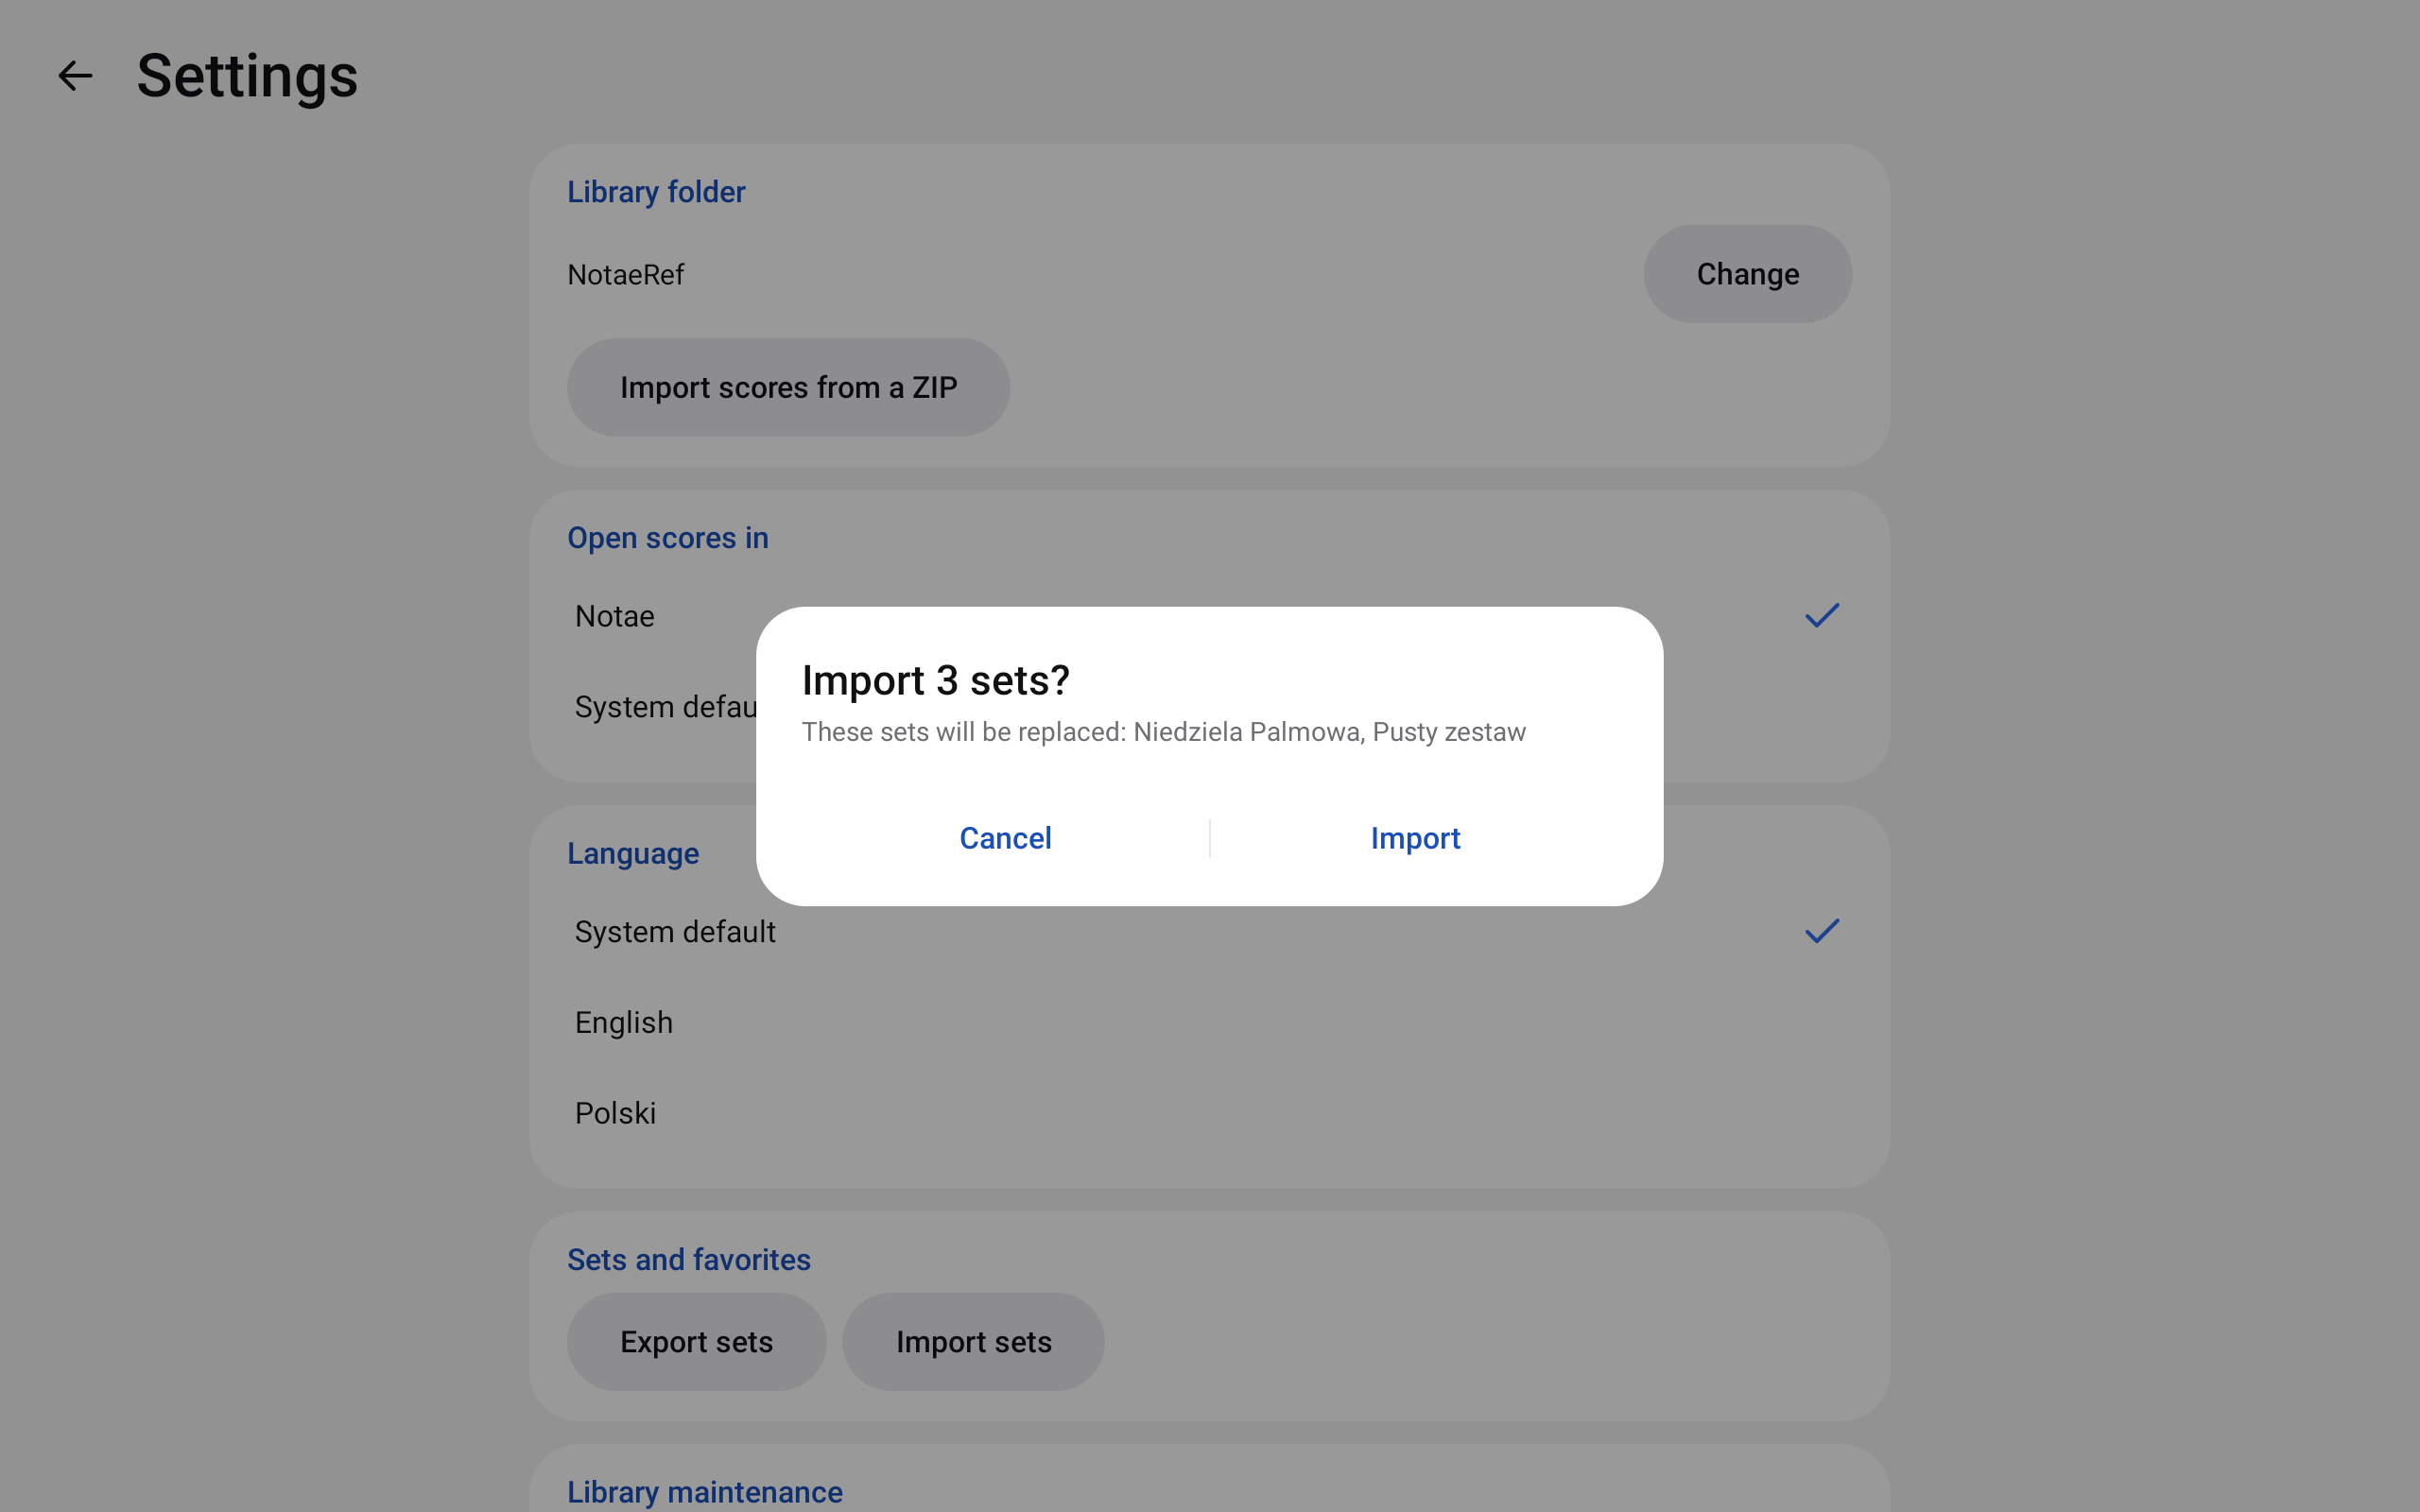 Settings
Library folder
NotaeRef
Change
Import scores from a ZIP
Open scores in
Notae
System defau
Import 3 sets?
These sets will be replaced: Niedziela Palmowa, Pusty zestaw
Cancel
Import
Language
System default
English
Polski
Sets and favorites
Export sets
Import sets
Library maintenance